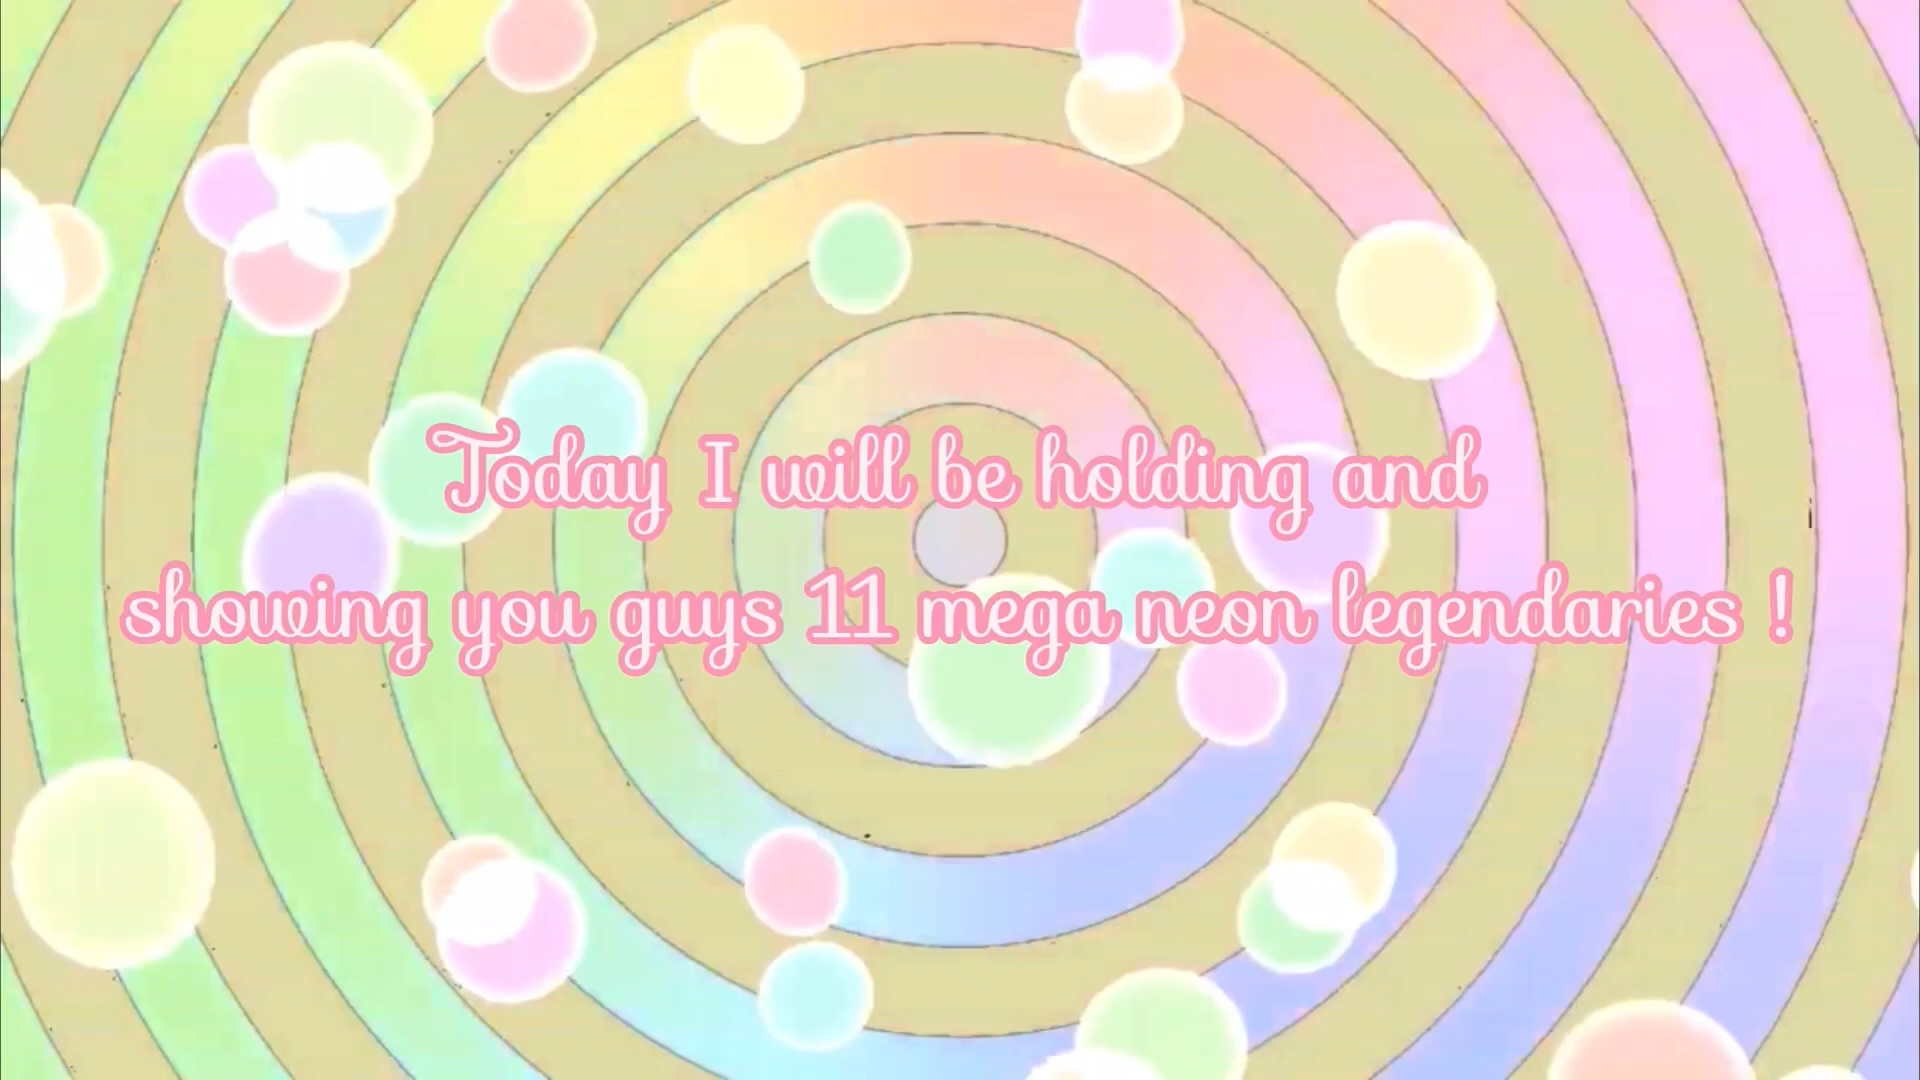 Today I will be holding and
showing you guys 11 mega neon legendaries !